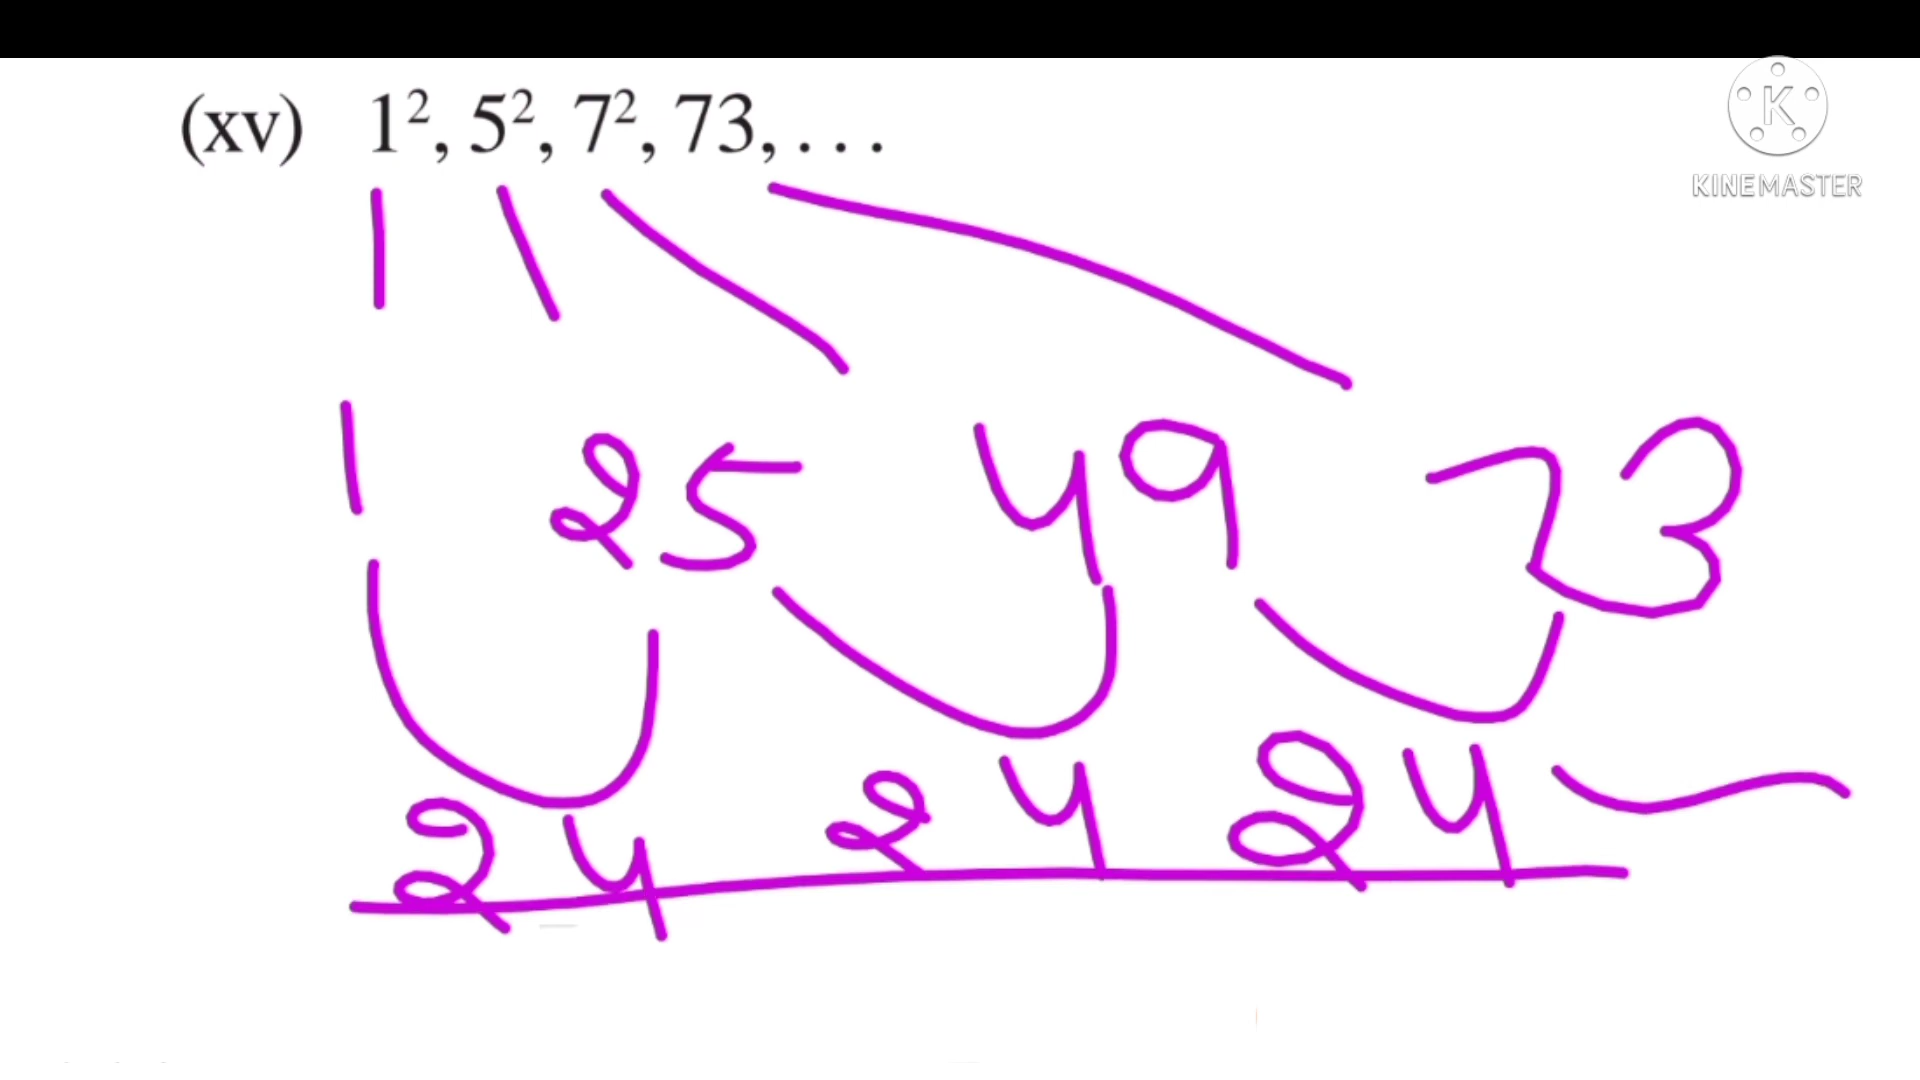 (xv) 1², 5², 7², 73, . . .
K
KINEMASTER
1 25 49 73
24 24 24